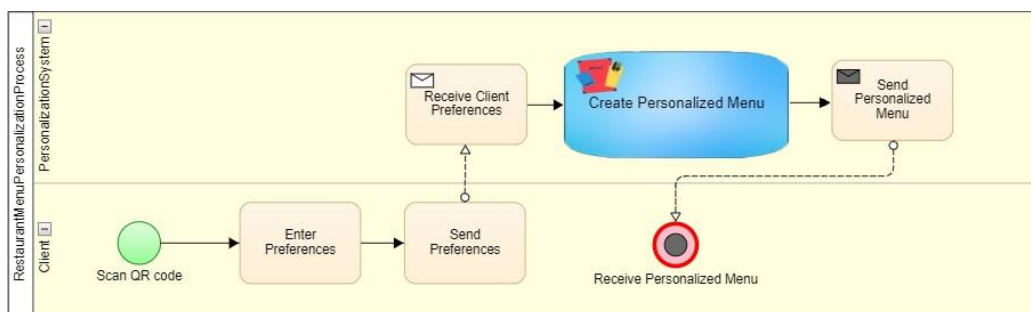 RestaurantMenuPersonalizationProcess
PersonalizationSystem
Receive Client
Preferences
Create Personalized Menu
Send
Personalized
Menu
Client
Scan QR code
Enter
Preferences
Send
Preferences
Receive Personalized Menu